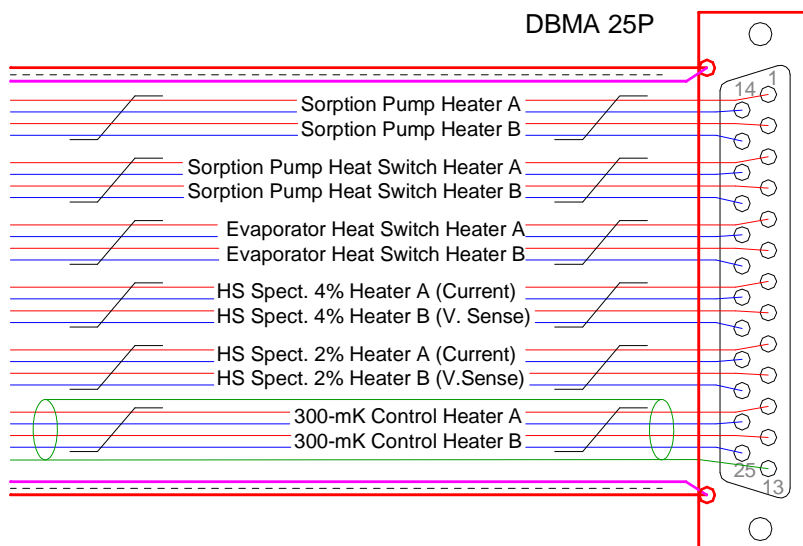 DBMA 25P
1
14
Sorption Pump Heater A
Sorption Pump Heater B
Sorption Pump Heat Switch Heater A
Sorption Pump Heat Switch Heater B
Evaporator Heat Switch Heater A
Evaporator Heat Switch Heater B
HS Spect. 4% Heater A (Current)
HS Spect. 4% Heater B (V. Sense)
HS Spect. 2% Heater A (Current)
HS Spect. 2% Heater B (V.Sense)
300-mK Control Heater A
300-mK Control Heater B
25
13